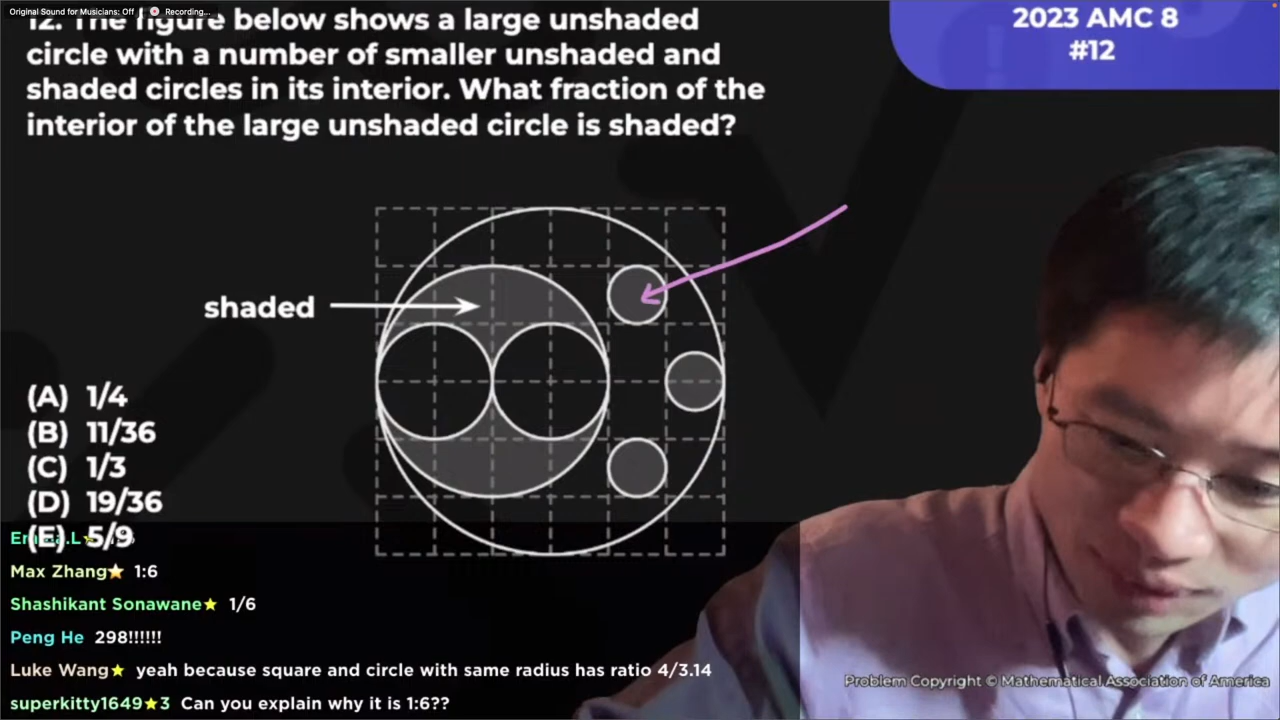 Original Sound for Musicians: Off
Recording...
12. The figure below shows a large unshaded
circle with a number of smaller unshaded and
shaded circles in its interior. What fraction of the
interior of the large unshaded circle is shaded?
2023 AMC 8
#12
shaded
(A) 1/4
(B) 11/36
(C) 1/3
(D) 19/36
(E) 5/9
Max Zhang⭐ 1:6
Shashikant Sonawane⭐ 1/6
Peng He 298!!!!!!
Luke Wang⭐ yeah because square and circle with same radius has ratio 4/3.14
superkitty1649⭐3 Can you explain why it is 1:6??
Problem Copyright © Mathematical Association of America